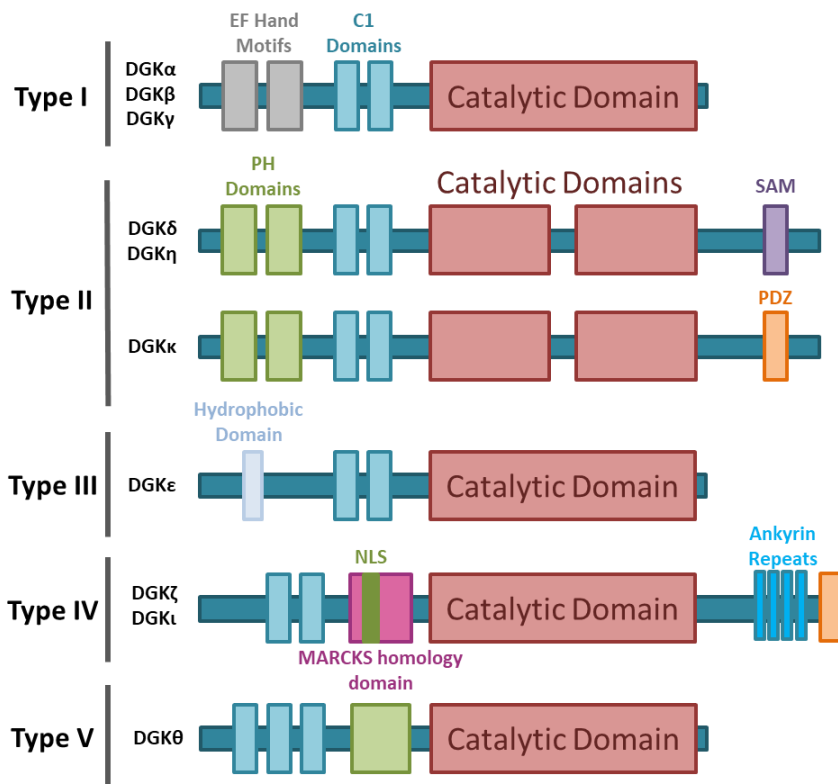 EF Hand
Motifs
C1
Domains
Type I
DGKα
DGKβ
DGKγ
Catalytic Domain
PH
Domains
Catalytic Domains
SAM
Type II
DGKδ
DGKη
PDZ
DGKκ
Hydrophobic
Domain
Type III
DGKε
Catalytic Domain
Ankyrin
Repeats
NLS
Type IV
DGKζ
DGKι
Catalytic Domain
MARCKS homology
domain
Type V
DGKθ
Catalytic Domain